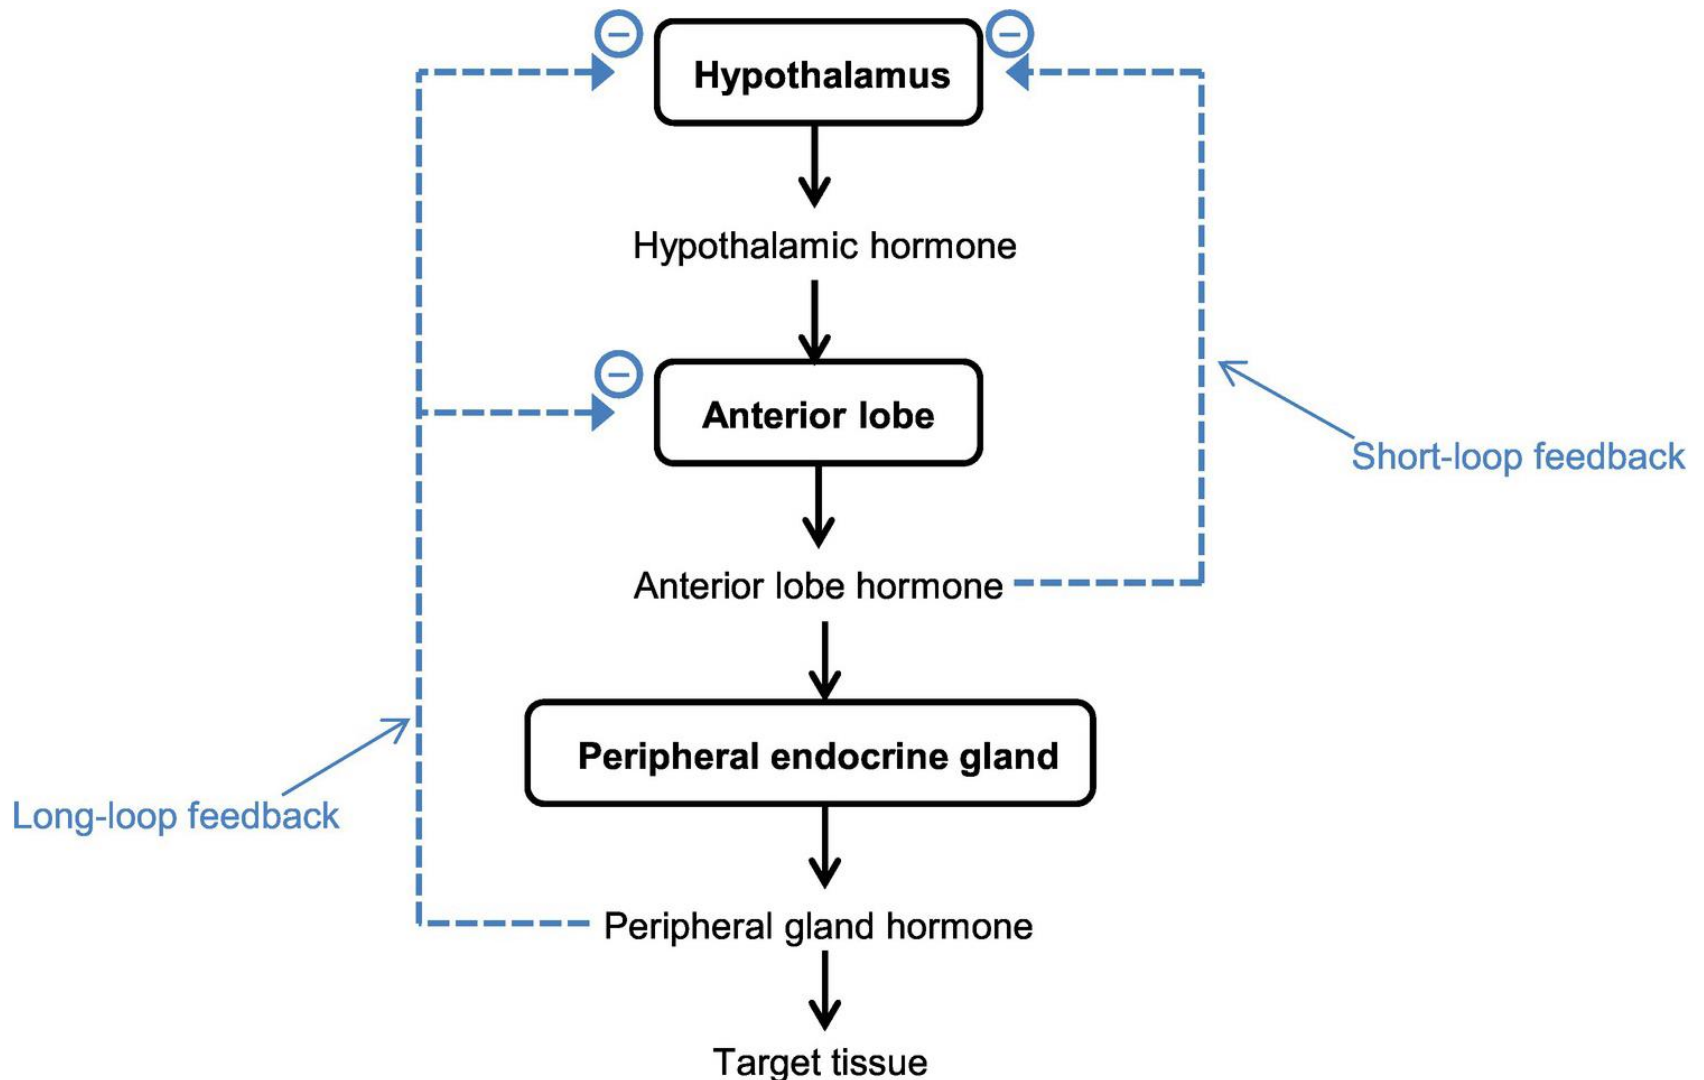 −
−
Hypothalamus
Hypothalamic hormone
−
Anterior lobe
Short-loop feedback
Anterior lobe hormone
Peripheral endocrine gland
Long-loop feedback
Peripheral gland hormone
Target tissue